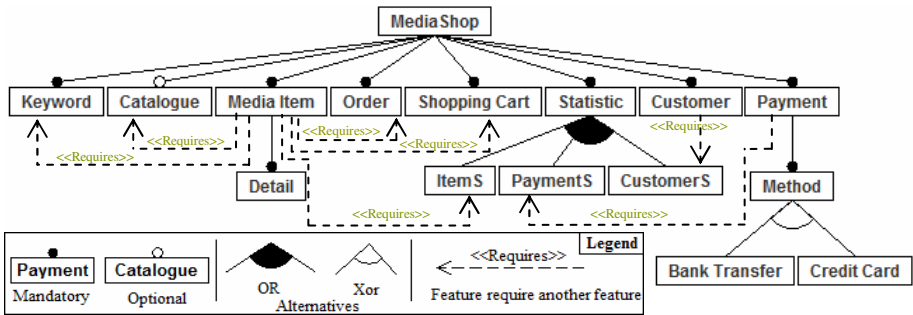 MediaShop
Keyword Catalogue Media Item Order Shopping Cart Statistic Customer Payment
<<Requires>> <<Requires>>
<<Requires>> <<Requires>>
<<Requires>>
Detail ItemS PaymentS CustomerS Method
<<Requires>> <<Requires>>
Legend
<<Requires>>
Payment Catalogue
Bank Transfer Credit Card
OR Xor
Mandatory Optional Feature require another feature
Alternatives